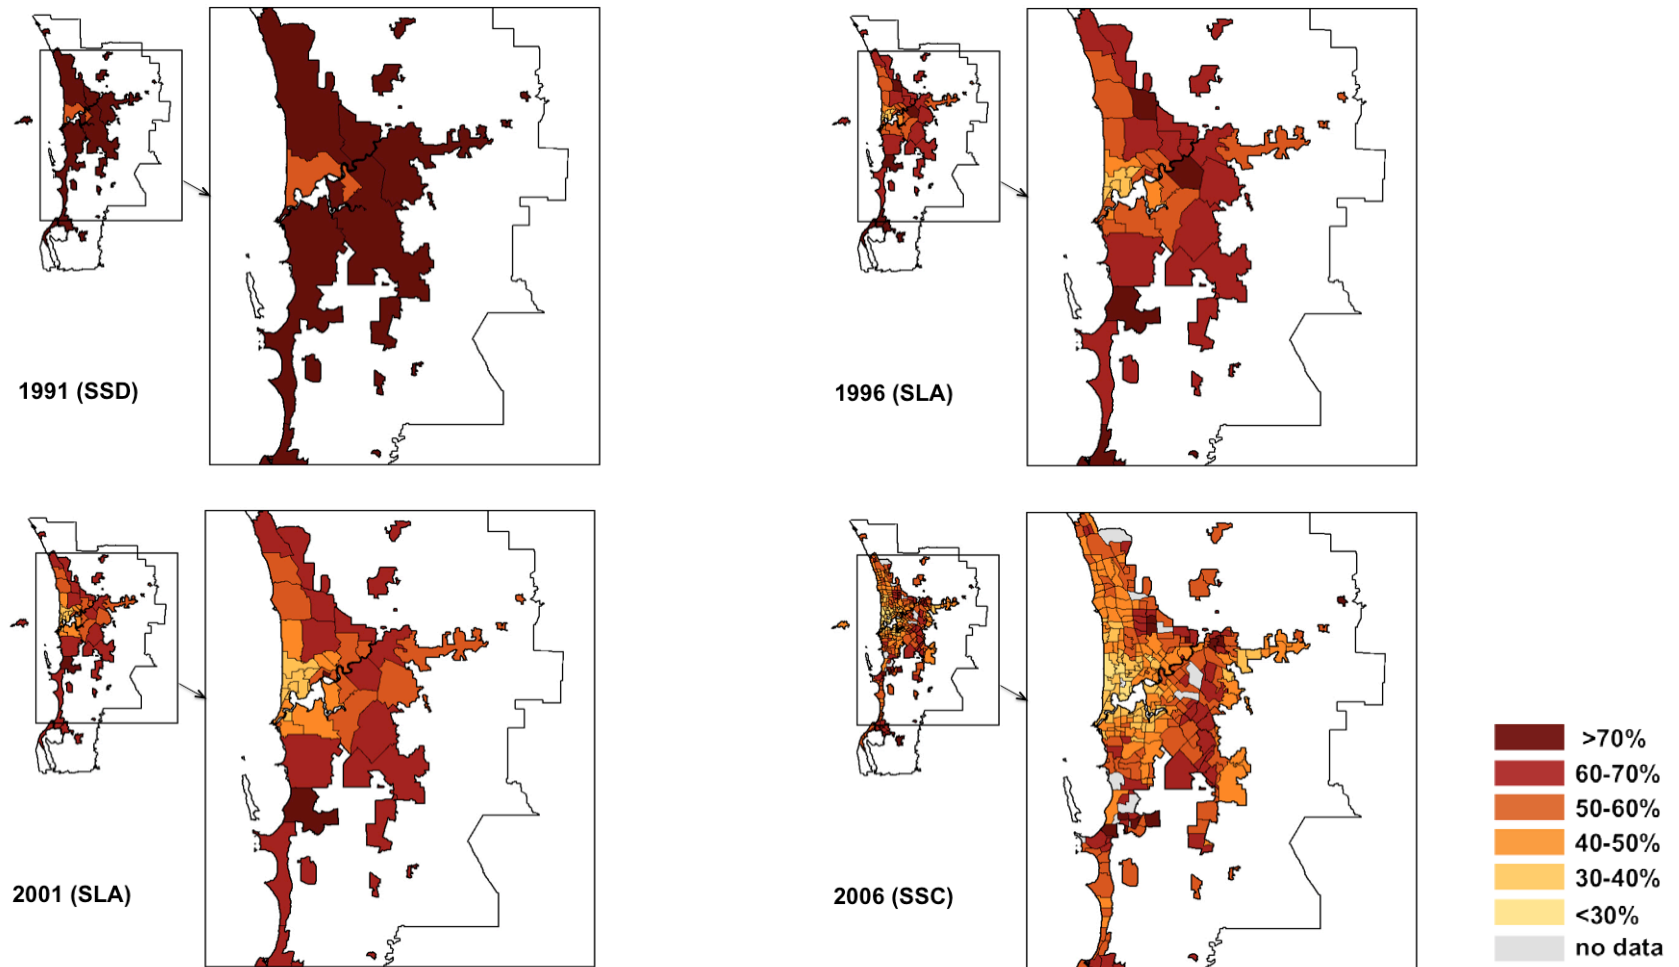 1991 (SSD)
1996 (SLA)
2001 (SLA)
2006 (SSC)
>70%
60-70%
50-60%
40-50%
30-40%
<30%
no data